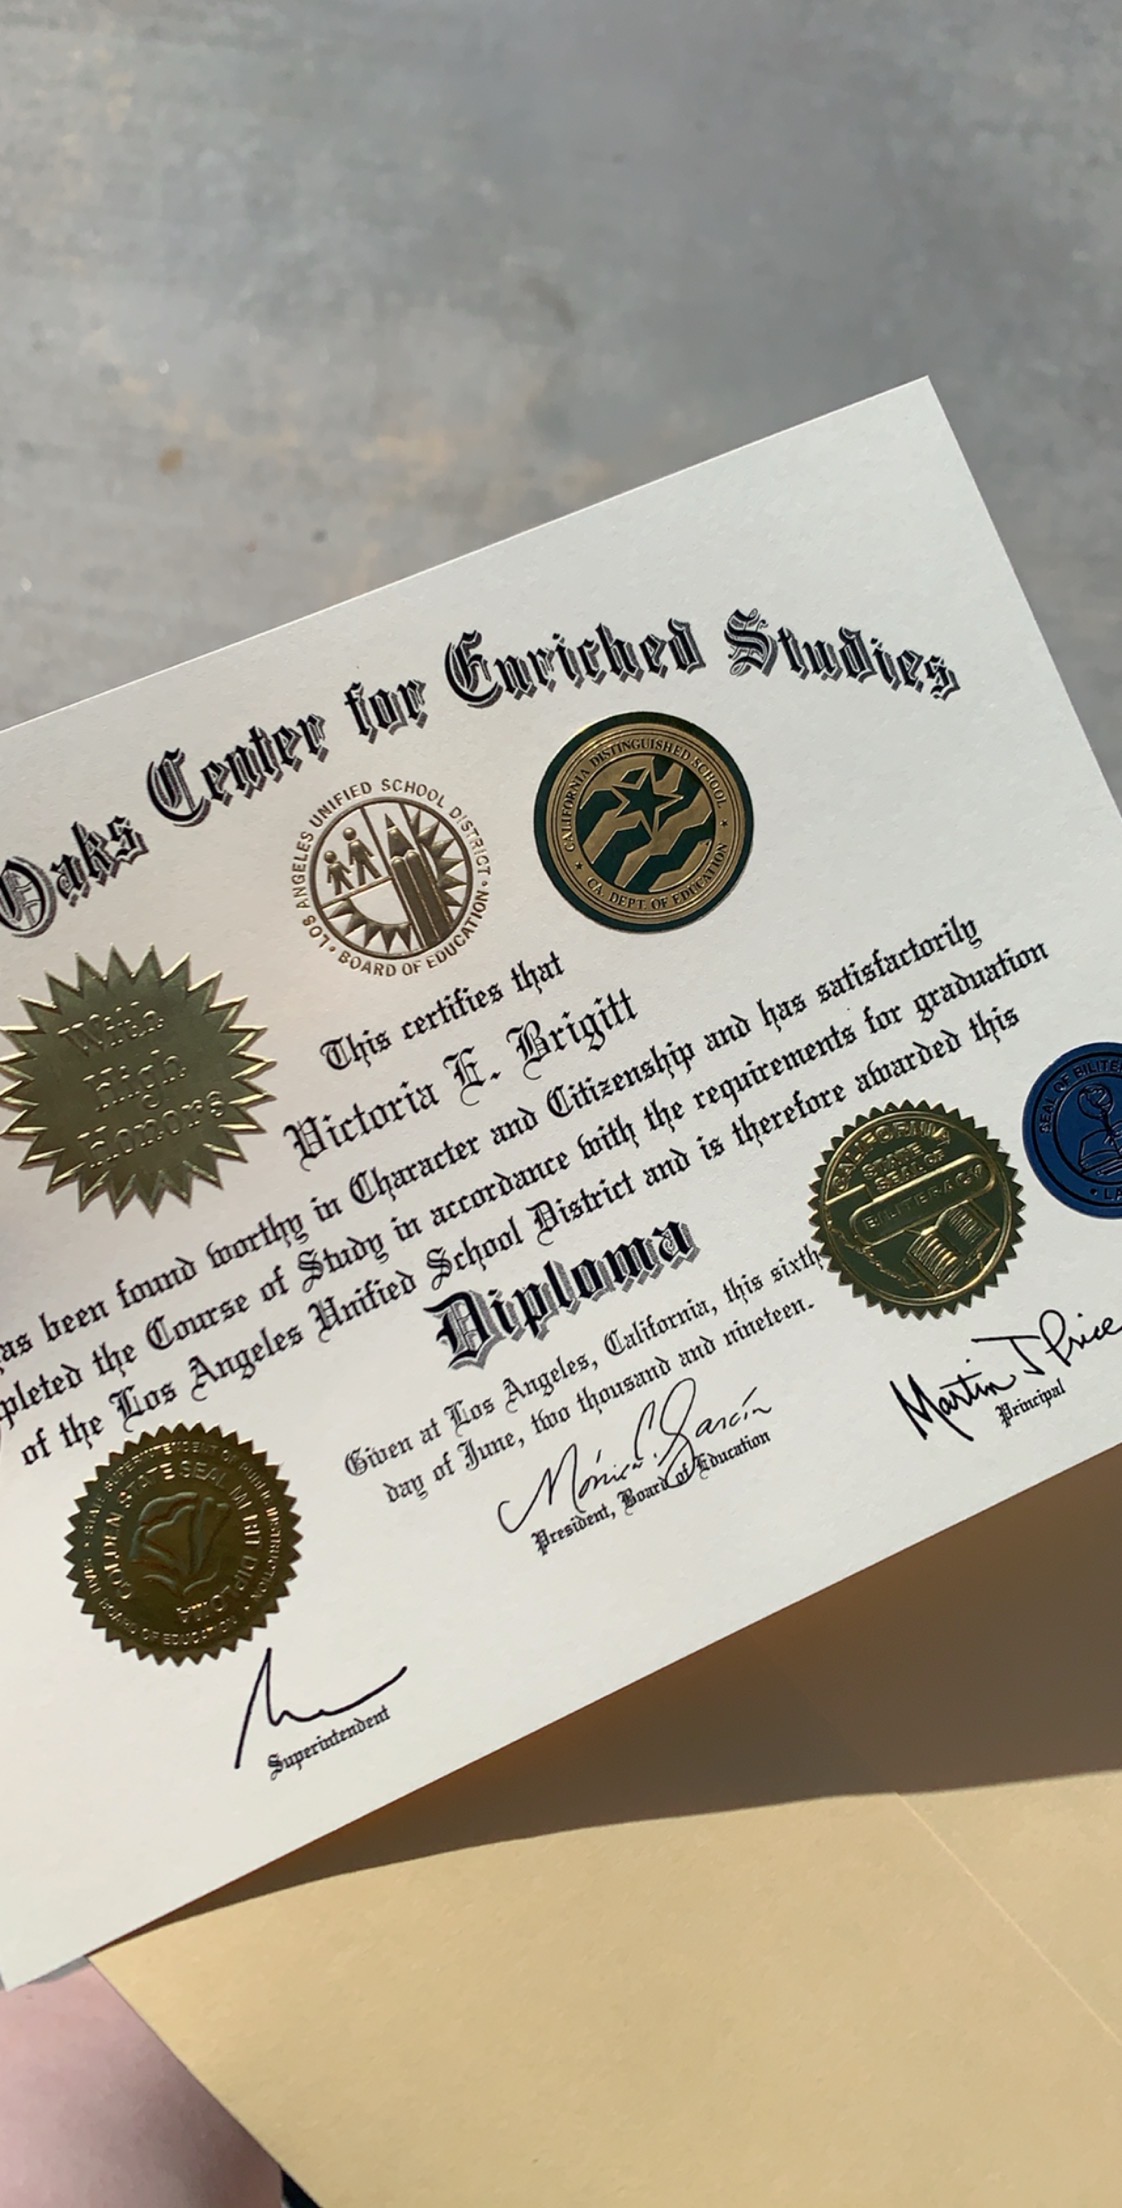 Oaks Center for Enriched Studies
LOS ANGELES UNIFIED SCHOOL DISTRICT
• BOARD OF EDUCATION •
CALIFORNIA DISTINGUISHED SCHOOL
★ CA. DEPT. OF EDUCATION ★
With
High
Honors
This certifies that
Victoria E. Brigitt
has been found worthy in Character and Citizenship and has satisfactorily
pleted the Course of Study in accordance with the requirements for graduation
of the Los Angeles Unified School District and is therefore awarded this
Diploma
CALIFORNIA
STATE
SEAL OF
BILITERACY
SEAL OF BILITE
• LA
Given at Los Angeles, California, this sixth
day of June, two thousand and nineteen.
STATE SUPERINTENDENT OF PUBLIC INSTRUCTION
GOLDEN STATE SEAL MERIT DIPLOMA
BOARD OF EDUCATION
Mónica García
President, Board of Education
Martin J Price
Principal
Superintendent